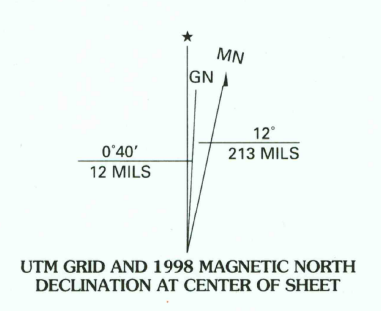 ★
MN
GN
0°40′
12 MILS
12°
213 MILS
UTM GRID AND 1998 MAGNETIC NORTH
DECLINATION AT CENTER OF SHEET